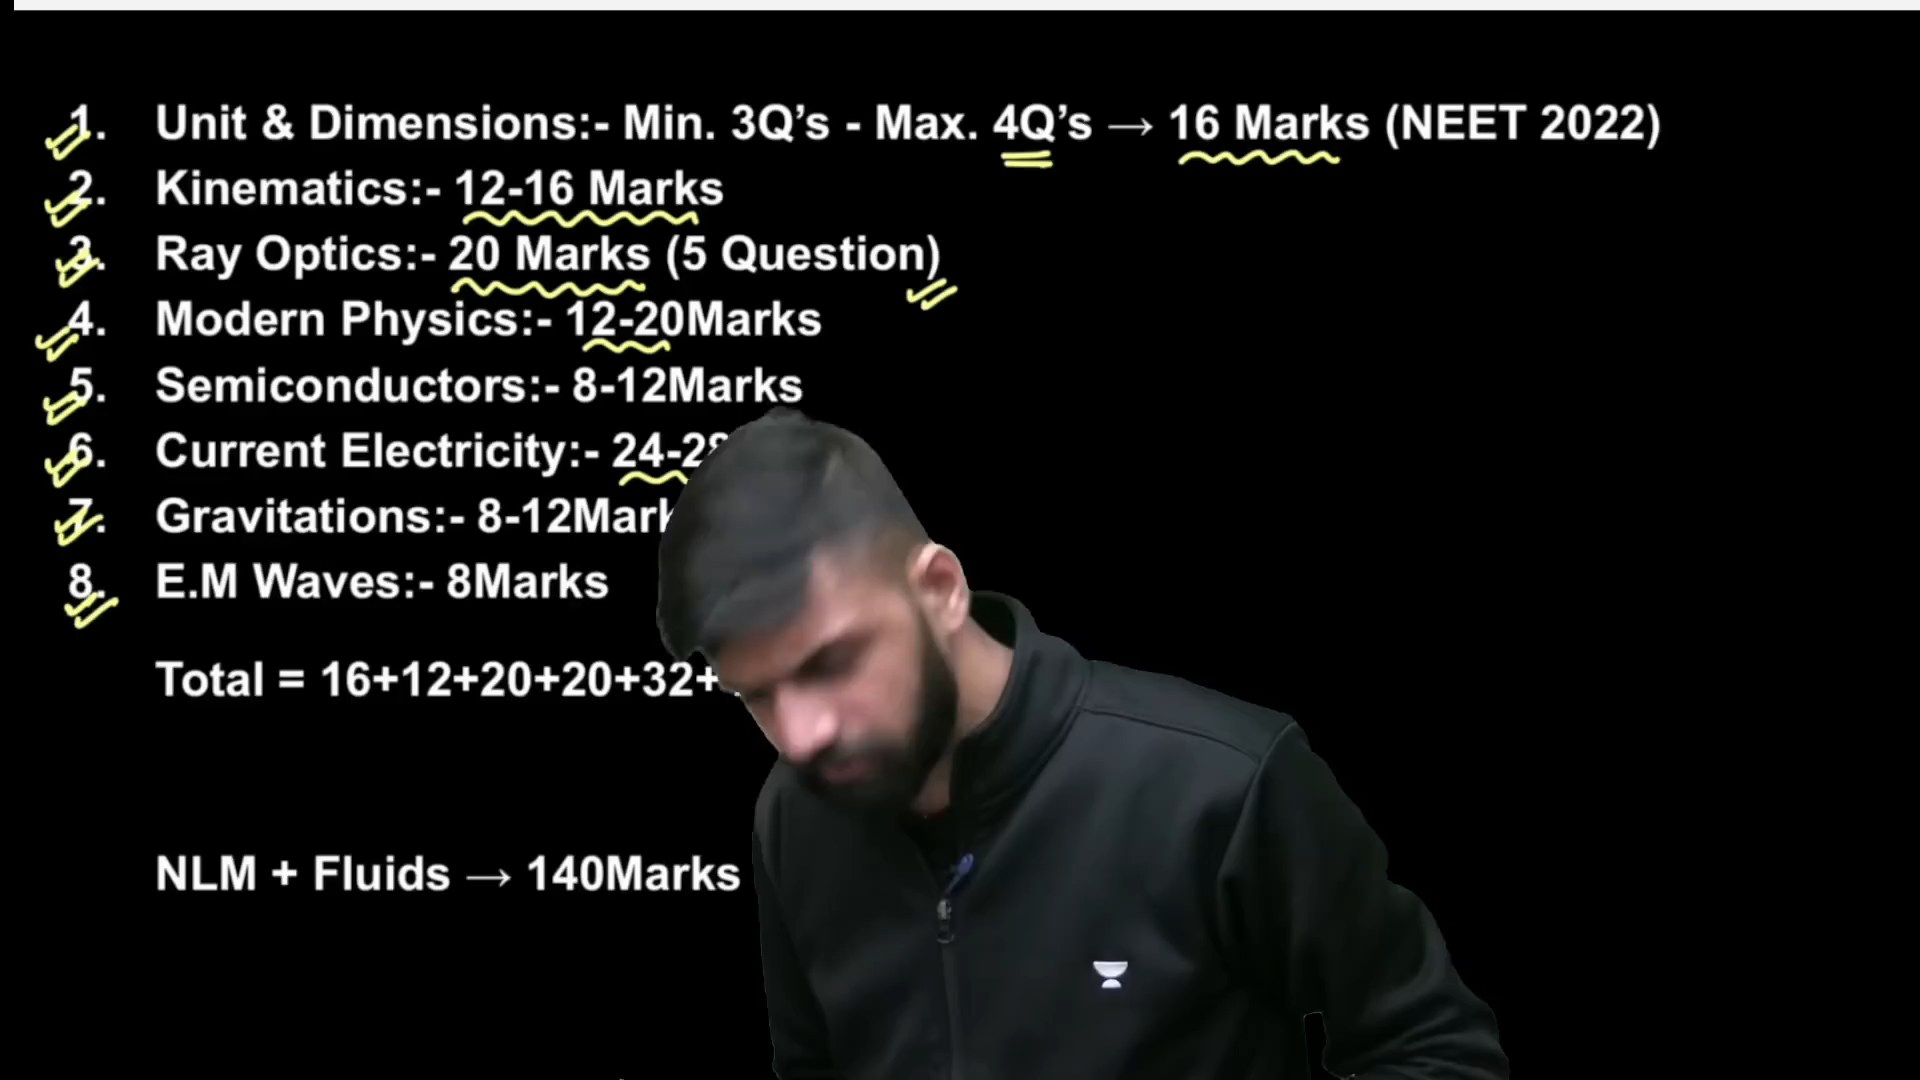 1. Unit & Dimensions:- Min. 3Q’s - Max. 4Q’s → 16 Marks (NEET 2022)
2. Kinematics:- 12-16 Marks
3. Ray Optics:- 20 Marks (5 Question)
4. Modern Physics:- 12-20Marks
5. Semiconductors:- 8-12Marks
6. Current Electricity:- 24-2
7. Gravitations:- 8-12Mark
8. E.M Waves:- 8Marks
Total = 16+12+20+20+32+
NLM + Fluids → 140Marks